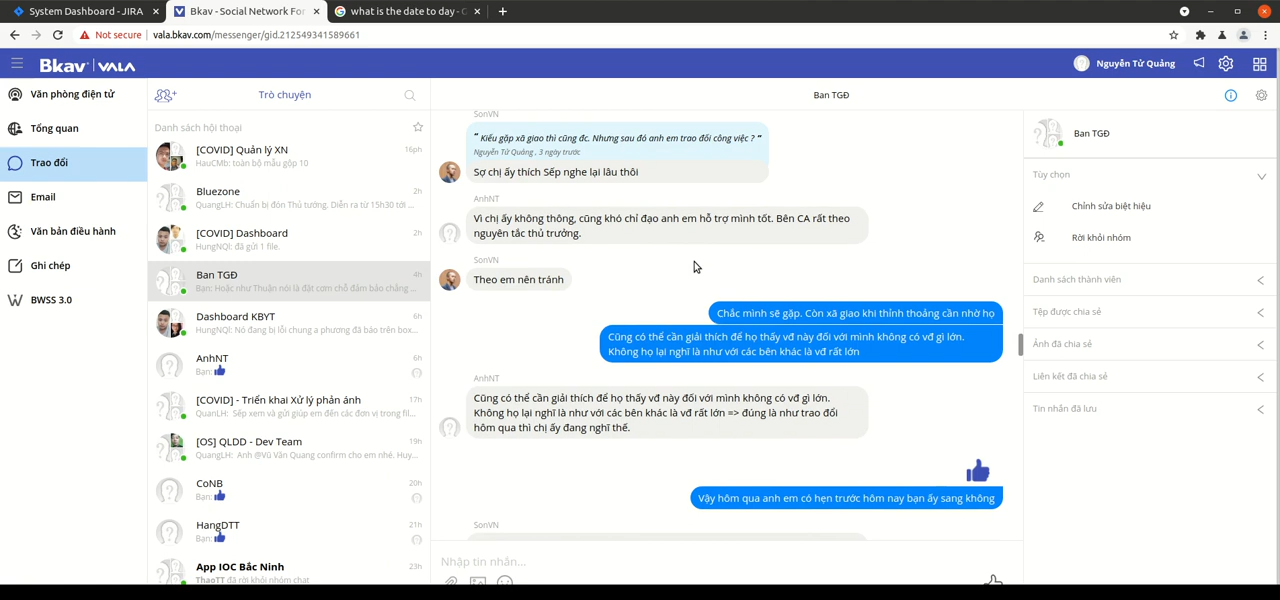 System Dashboard - JIRA
Bkav - Social Network For
what is the date to day - G
Not secure
vala.bkav.com/messenger/gid.212549341589661
Bkav | VALA
Nguyễn Tử Quảng
Văn phòng điện tử
Tổng quan
Trao đổi
Email
Văn bản điều hành
Ghi chép
BWSS 3.0
Trò chuyện
Danh sách hội thoại
[COVID] Quản lý XN
16ph
HauCMb: toàn bộ mẫu gộp 10
Bluezone
2h
QuangLH: Chuẩn bị đón Thủ tướng. Diễn ra từ 15h30 tới ...
[COVID] Dashboard
2h
HungNQl: đã gửi 1 file.
Ban TGĐ
4h
Bạn: Hoặc như Thuận nói là đặt cơm chỗ đảm bảo chẳng ...
Dashboard KBYT
6h
HungNQl: Nó đang bị lỗi chung a phương đã báo trên box...
AnhNT
6h
Bạn:
[COVID] - Triển khai Xử lý phản ánh
17h
QuanLH: Sếp xem và gửi giúp em đến các đơn vị trong fil...
[OS] QLDD - Dev Team
19h
QuangLH: Anh @Vũ Văn Quang confirm cho em nhé. Huy...
CoNB
20h
Bạn:
HangDTT
21h
Bạn:
App IOC Bắc Ninh
23h
ThaoTT đã rời khỏi nhóm chat
Ban TGĐ
SonVN
“ Kiểu gặp xã giao thì cũng đc. Nhưng sau đó anh em trao đổi công việc ? “
Nguyễn Tử Quảng , 3 ngày trước
Sợ chị ấy thích Sếp nghe lại lâu thôi
AnhNT
Vì chị ấy không thông, cũng khó chỉ đạo anh em hỗ trợ mình tốt. Bên CA rất theo
nguyên tắc thủ trưởng.
SonVN
Theo em nên tránh
Chắc mình sẽ gặp. Còn xã giao khi thỉnh thoảng cần nhờ họ
Cũng có thể cần giải thích để họ thấy vđ này đối với mình không có vđ gì lớn.
Không họ lại nghĩ là như với các bên khác là vđ rất lớn
AnhNT
Cũng có thể cần giải thích để họ thấy vđ này đối với mình không có vđ gì lớn.
Không họ lại nghĩ là như với các bên khác là vđ rất lớn => đúng là như trao đổi
hôm qua thì chị ấy đang nghĩ thế.
Vậy hôm qua anh em có hẹn trước hôm nay bạn ấy sang không
SonVN
Nhập tin nhắn...
Ban TGĐ
Tùy chọn
Chỉnh sửa biệt hiệu
Rời khỏi nhóm
Danh sách thành viên
Tệp được chia sẻ
Ảnh đã chia sẻ
Liên kết đã chia sẻ
Tin nhắn đã lưu